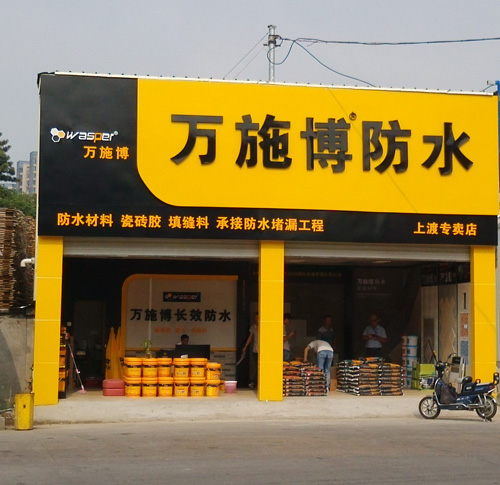 wasper®
万施博
万施博®防水
防水材料 瓷砖胶 填缝料 承接防水堵漏工程
上渡专卖店
万施博长效防水